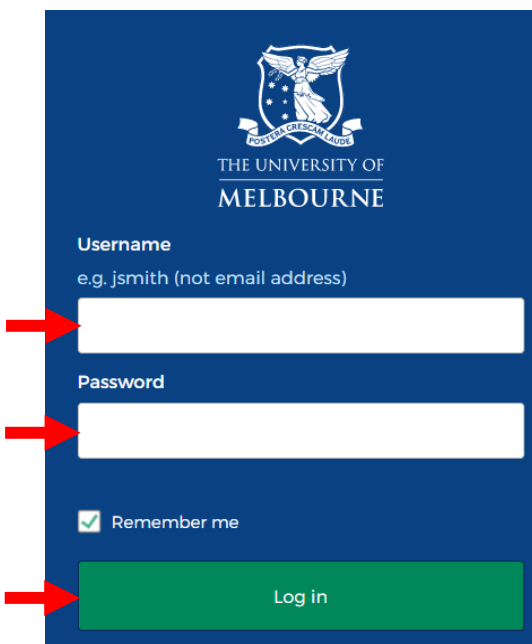 POSTERA CRESCAM LAUDE
THE UNIVERSITY OF
MELBOURNE
Username
e.g. jsmith (not email address)
Password
Remember me
Log in